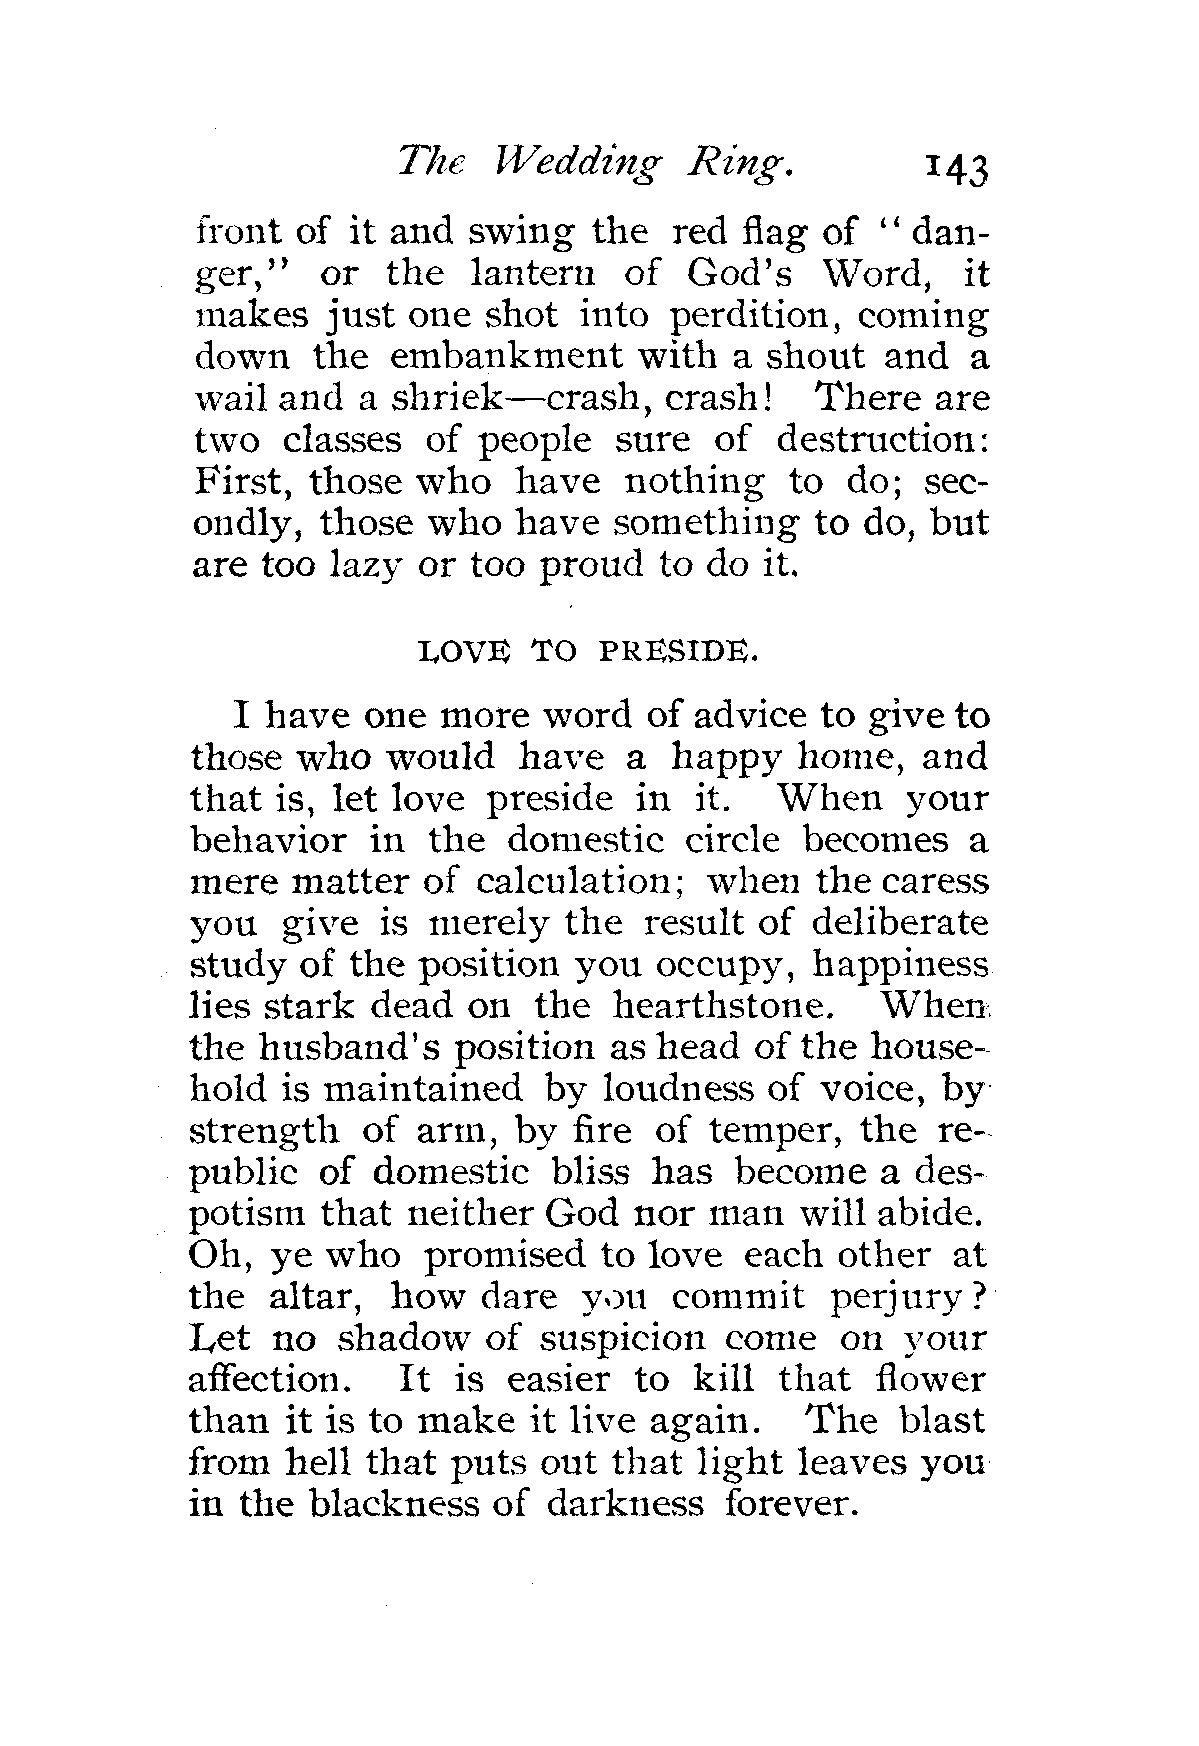 The Wedding Ring. 143
front of it and swing the red flag of " dan-
ger," or the lantern of God's Word, it
makes just one shot into perdition, coming
down the embankment with a shout and a
wail and a shriek—crash, crash! There are
two classes of people sure of destruction:
First, those who have nothing to do; sec-
ondly, those who have something to do, but
are too lazy or too proud to do it.
LOVE TO PRESIDE.
I have one more word of advice to give to
those who would have a happy home, and
that is, let love preside in it. When your
behavior in the domestic circle becomes a
mere matter of calculation; when the caress
you give is merely the result of deliberate
study of the position you occupy, happiness
lies stark dead on the hearthstone. When
the husband's position as head of the house-
hold is maintained by loudness of voice, by
strength of arm, by fire of temper, the re-
public of domestic bliss has become a des-
potism that neither God nor man will abide.
Oh, ye who promised to love each other at
the altar, how dare you commit perjury?
Let no shadow of suspicion come on your
affection. It is easier to kill that flower
than it is to make it live again. The blast
from hell that puts out that light leaves you
in the blackness of darkness forever.